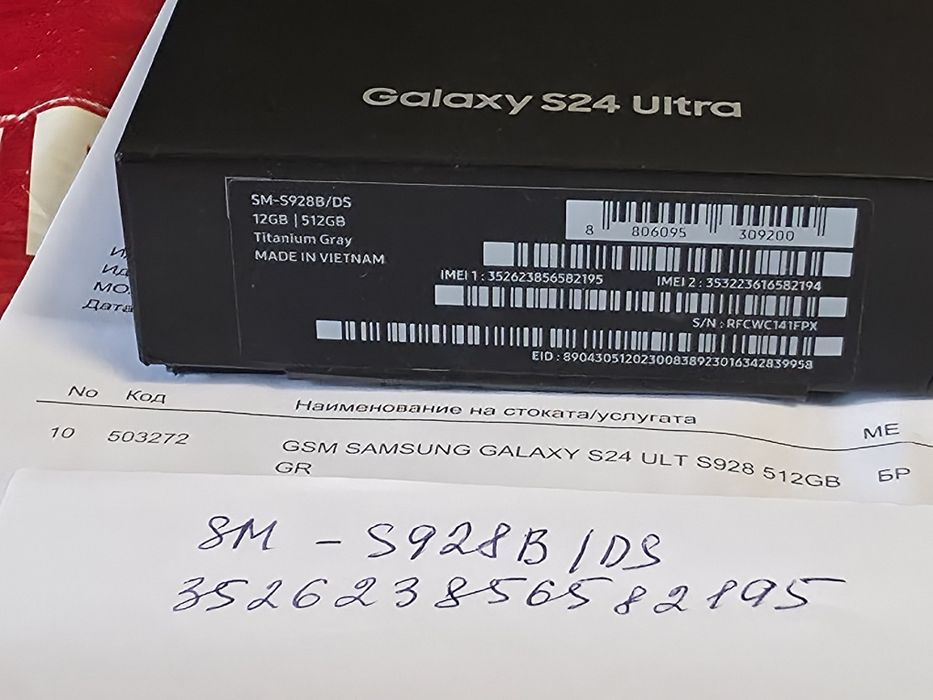 Galaxy S24 Ultra
SM-S928B/DS
12GB | 512GB
Titanium Gray
MADE IN VIETNAM
8 806095 309200
IMEI 1 : 352623856582195 IMEI 2 : 353223616582194
S/N : RFCWC141FPX
EID : 89043051202300838923016342839958
Дата
No Код Наименование на стоката/услугата МЕ
10 503272 GSM SAMSUNG GALAXY S24 ULT S928 512GB БР
GR
SM - S928B/DS
352623856582195